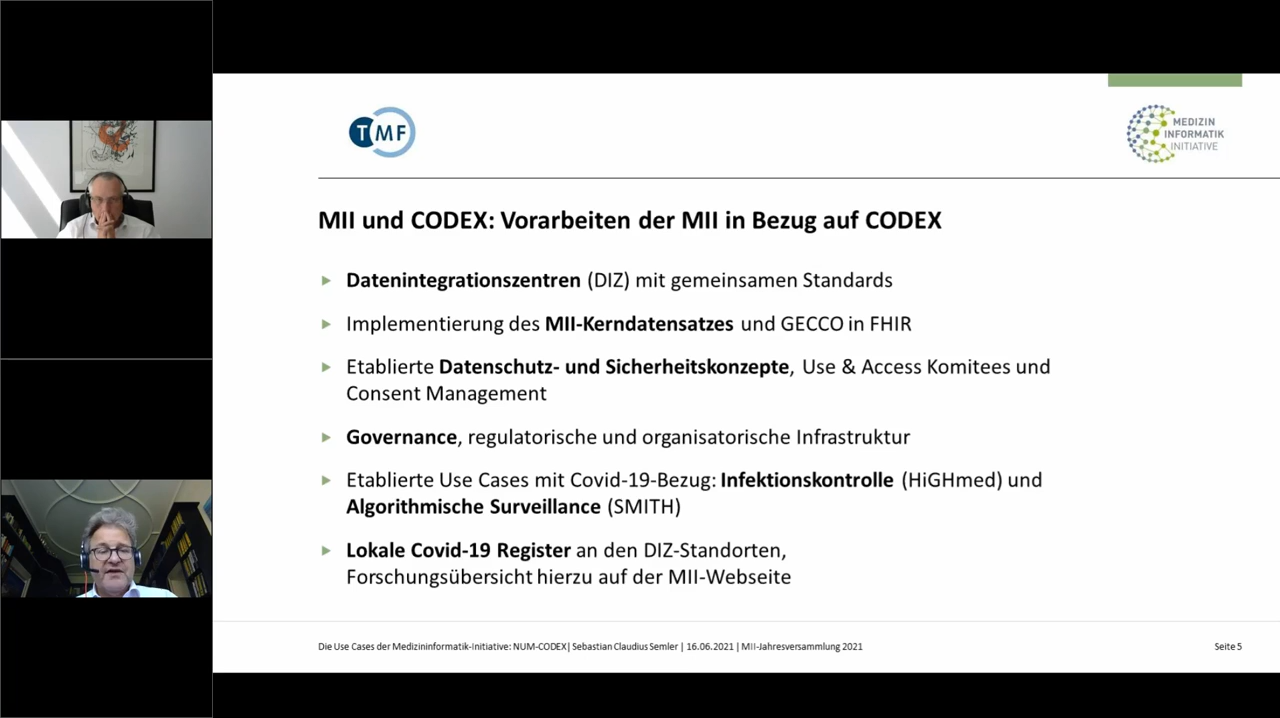 TMF
MEDIZIN
INFORMATIK
INITIATIVE
MII und CODEX: Vorarbeiten der MII in Bezug auf CODEX
Datenintegrationszentren (DIZ) mit gemeinsamen Standards
Implementierung des MII-Kerndatensatzes und GECCO in FHIR
Etablierte Datenschutz- und Sicherheitskonzepte, Use & Access Komitees und
Consent Management
Governance, regulatorische und organisatorische Infrastruktur
Etablierte Use Cases mit Covid-19-Bezug: Infektionskontrolle (HiGHmed) und
Algorithmische Surveillance (SMITH)
Lokale Covid-19 Register an den DIZ-Standorten,
Forschungsübersicht hierzu auf der MII-Webseite
Die Use Cases der Medizininformatik-Initiative: NUM-CODEX| Sebastian Claudius Semler | 16.06.2021 | MII-Jahresversammlung 2021
Seite 5